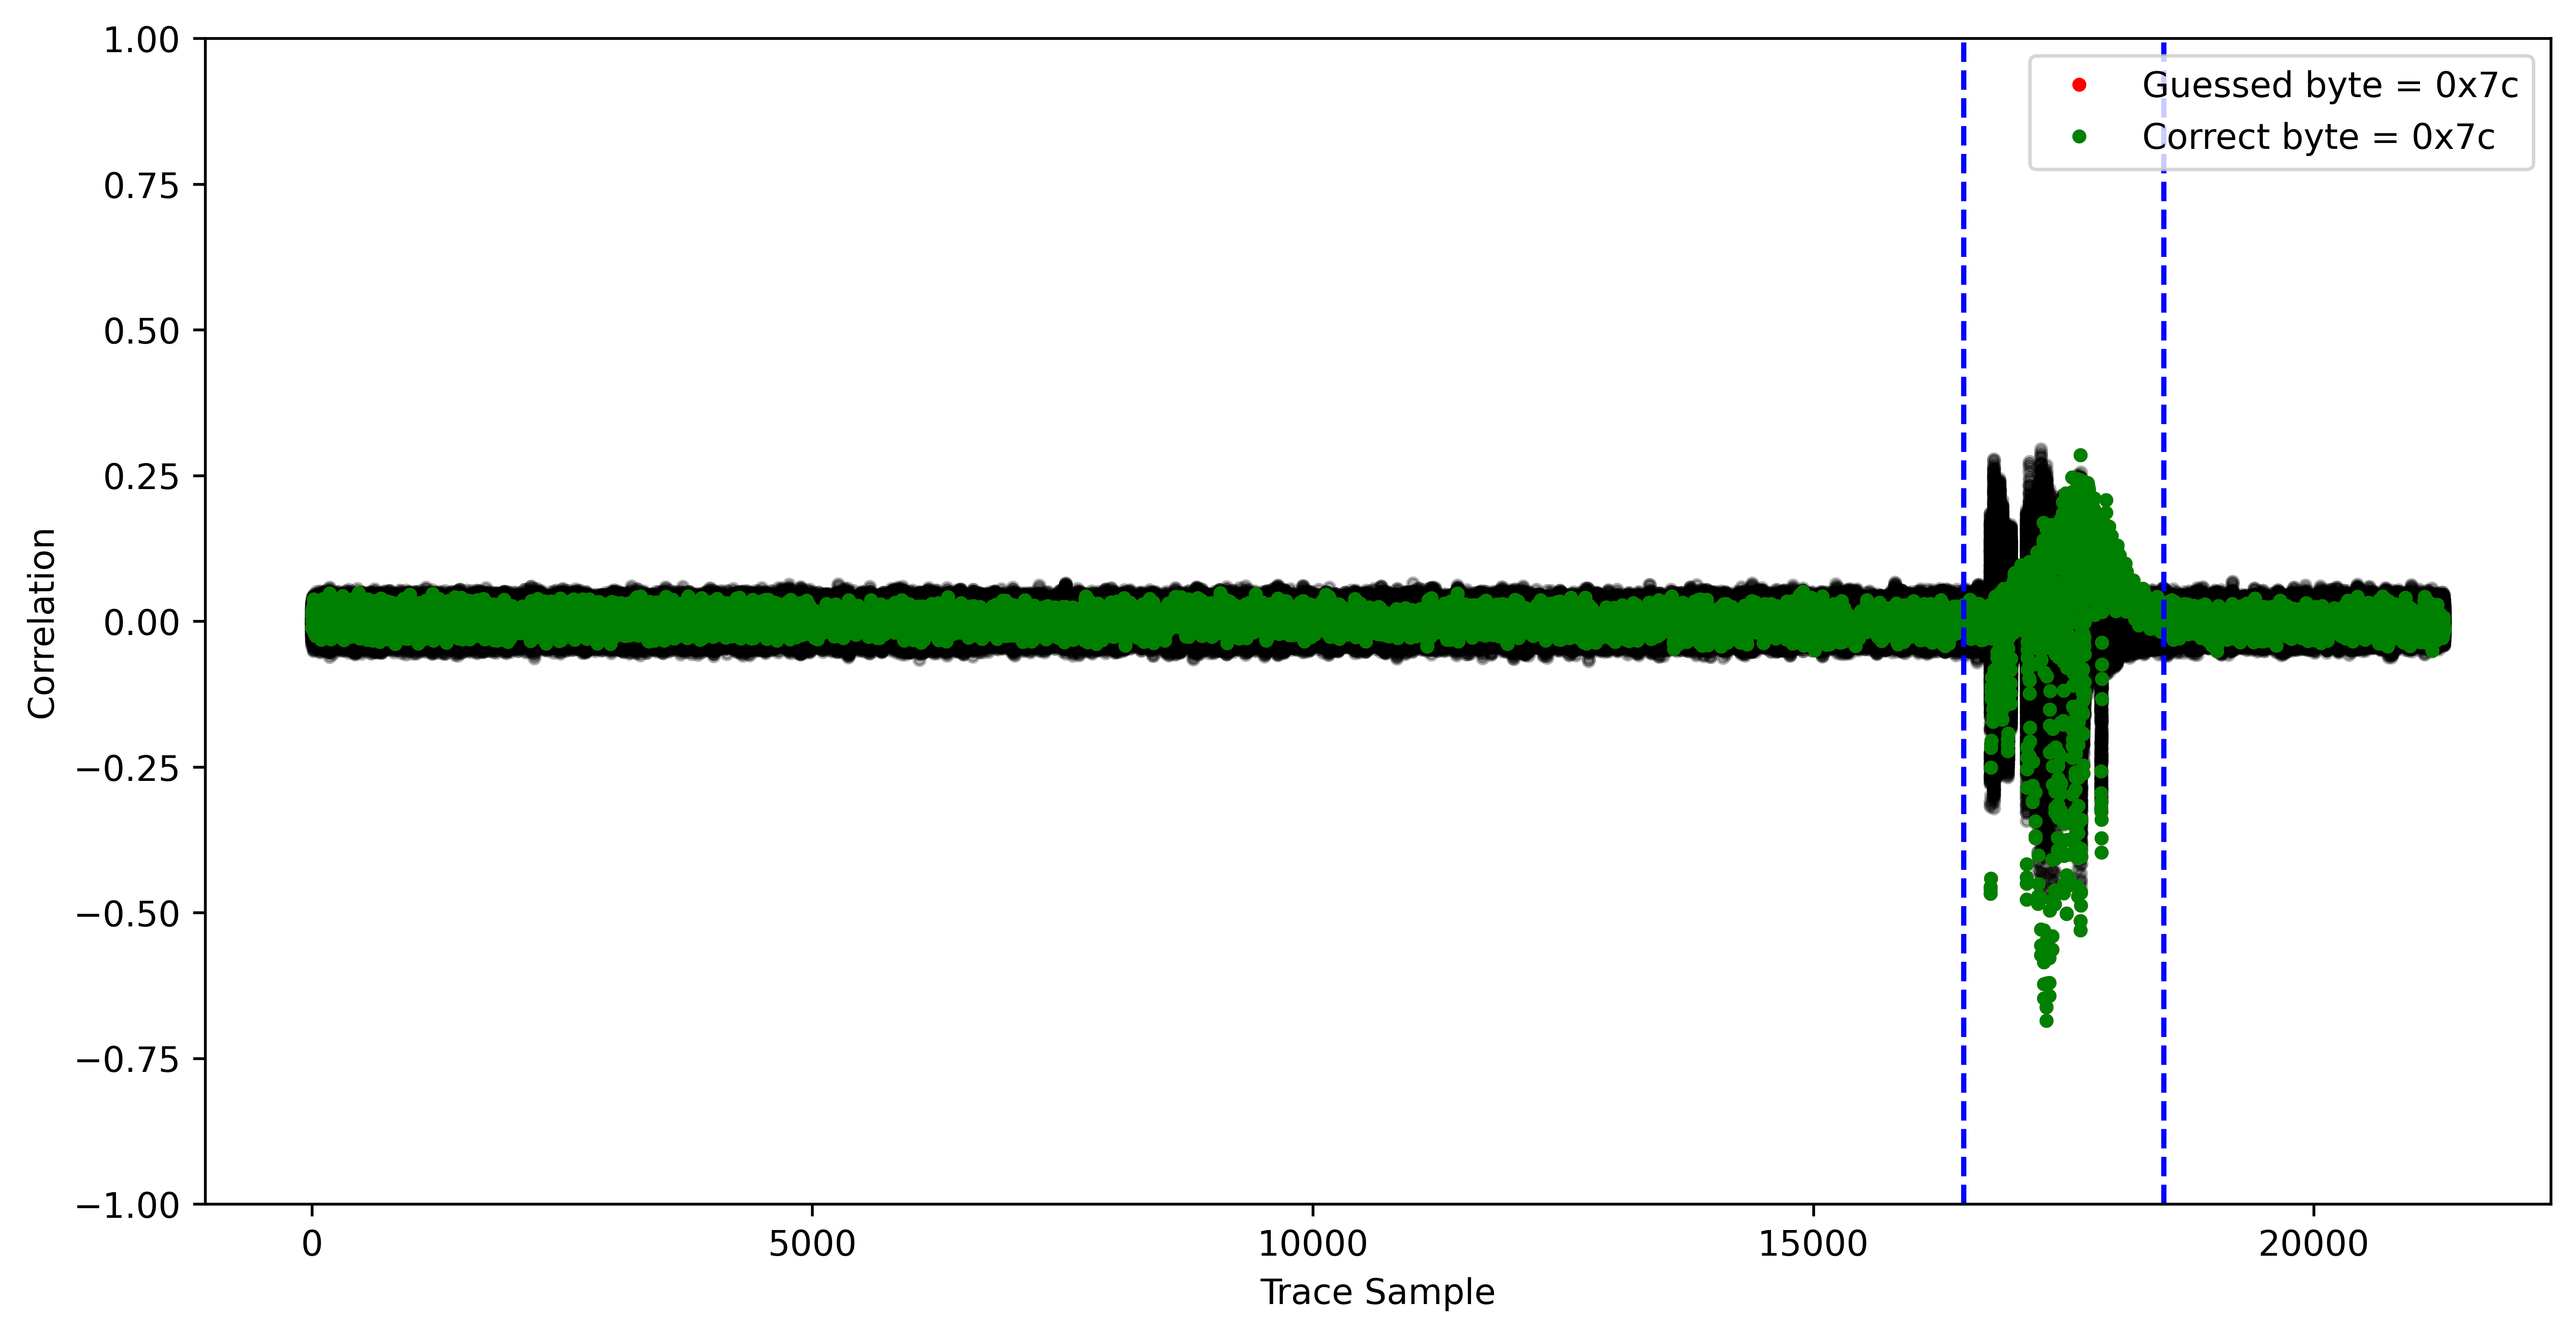 1.00
0.75
0.50
0.25
0.00
−0.25
−0.50
−0.75
−1.00
Correlation
Guessed byte = 0x7c
Correct byte = 0x7c
0 5000 10000 15000 20000
Trace Sample